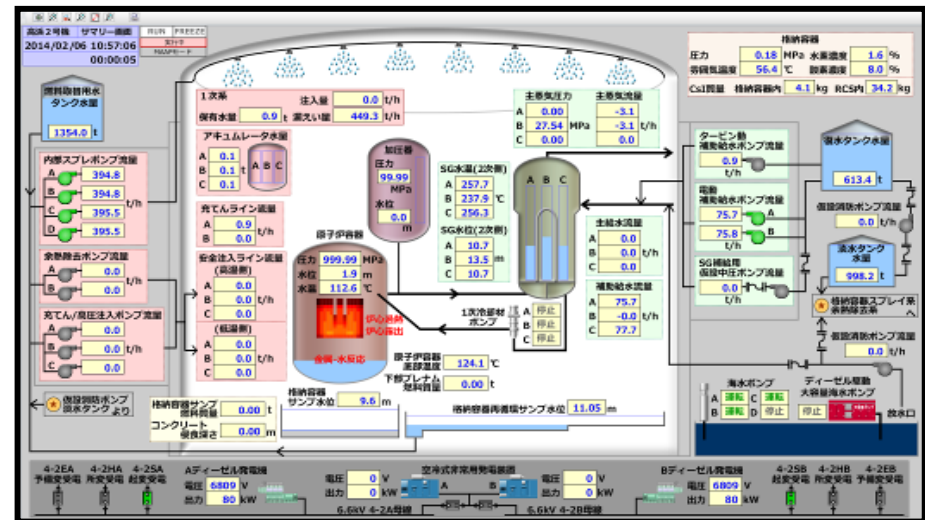 高浜2号機 サマリー画面 RUN FREEZE
2014/02/06 10:57:06 実行中
00:00:05 MAAPモード
格納容器
圧力 0.18 MPa 水素濃度 1.6 %
雰囲気温度 56.4 ℃ 酸素濃度 8.0 %
CsI質量 格納容器内 4.1 kg RCS内 34.2 kg
燃料取替用水
タンク水量
1354.0 t
1次系 注入量 0.0 t/h
保有水量 0.9 t 漏えい量 449.3 t/h
アキュムレータ水量
A 0.1
B 0.1 t
C 0.1
A B C
加圧器
圧力
99.99
MPa
水位
0.0
m
主蒸気圧力 主蒸気流量
A 0.00 -3.1
B 27.54 MPa -3.1 t/h
C 0.00 0.0
SG水温(2次側)
A 257.7
B 237.9 ℃
C 256.3
SG水位(2次側)
A 10.7
B 13.5 m
C 10.7
A B C
タービン動
補助給水ポンプ流量
0.9
t/h
電動
補助給水ポンプ流量
75.7 A
75.8 B
t/h
SG補給用
仮設中圧ポンプ流量
0.0
t/h
復水タンク水量
613.4 t
仮設消防ポンプ流量
0.0 t/h
淡水タンク
水量
998.2 t
格納容器スプレイ系
余熱除去系 へ
仮設消防ポンプ流量
0.0 t/h
内部スプレポンプ流量
A 394.8
B 394.8
C 395.5 t/h
D 395.5
余熱除去ポンプ流量
A 0.0
B 0.0 t/h
充てん/高圧注入ポンプ流量
A 0.0
B 0.0 t/h
C 0.0
充てんライン流量
A 0.9
B 0.0 t/h
安全注入ライン流量
(高温側)
A 0.0
B 0.0 t/h
C 0.0
(低温側)
A 0.0
B 0.0 t/h
C 0.0
原子炉容器
圧力 999.99 MPa
水位 1.9 m
水温 112.6 ℃
炉心過熱
炉心露出
金属-水反応
主給水流量
A 0.0
B 0.0 t/h
C 0.0
補助給水流量
A 75.7
B -0.0 t/h
C 77.7
1次冷却材
ポンプ
A 停止
B 停止
C 停止
原子炉容器
底部温度 124.1 ℃
下部プレナム
燃料質量 0.00 t
仮設消防ポンプ
淡水タンク より
格納容器サンプ
燃料質量 0.00 t
コンクリート
侵食深さ 0.00 m
格納容器
サンプ水位 9.6 m
格納容器再循環サンプ水位 11.05 m
海水ポンプ
A 運転 C 運転
B 運転 D 停止
ディーゼル駆動
大容量海水ポンプ
停止
放水口
4-2EA 4-2HA 4-2SA
予備変受電 所変受電 起変受電
Aディーゼル発電機
電圧 6809 V
出力 80 kW
空冷式非常用発電装置
電圧 0 V A B 電圧 0 V
出力 0 kW 出力 0 kW
6.6kV 4-2A母線 6.6kV 4-2B母線
Bディーゼル発電機
電圧 6809 V
出力 80 kW
4-2SB 4-2HB 4-2EB
起変受電 所変受電 予備変受電